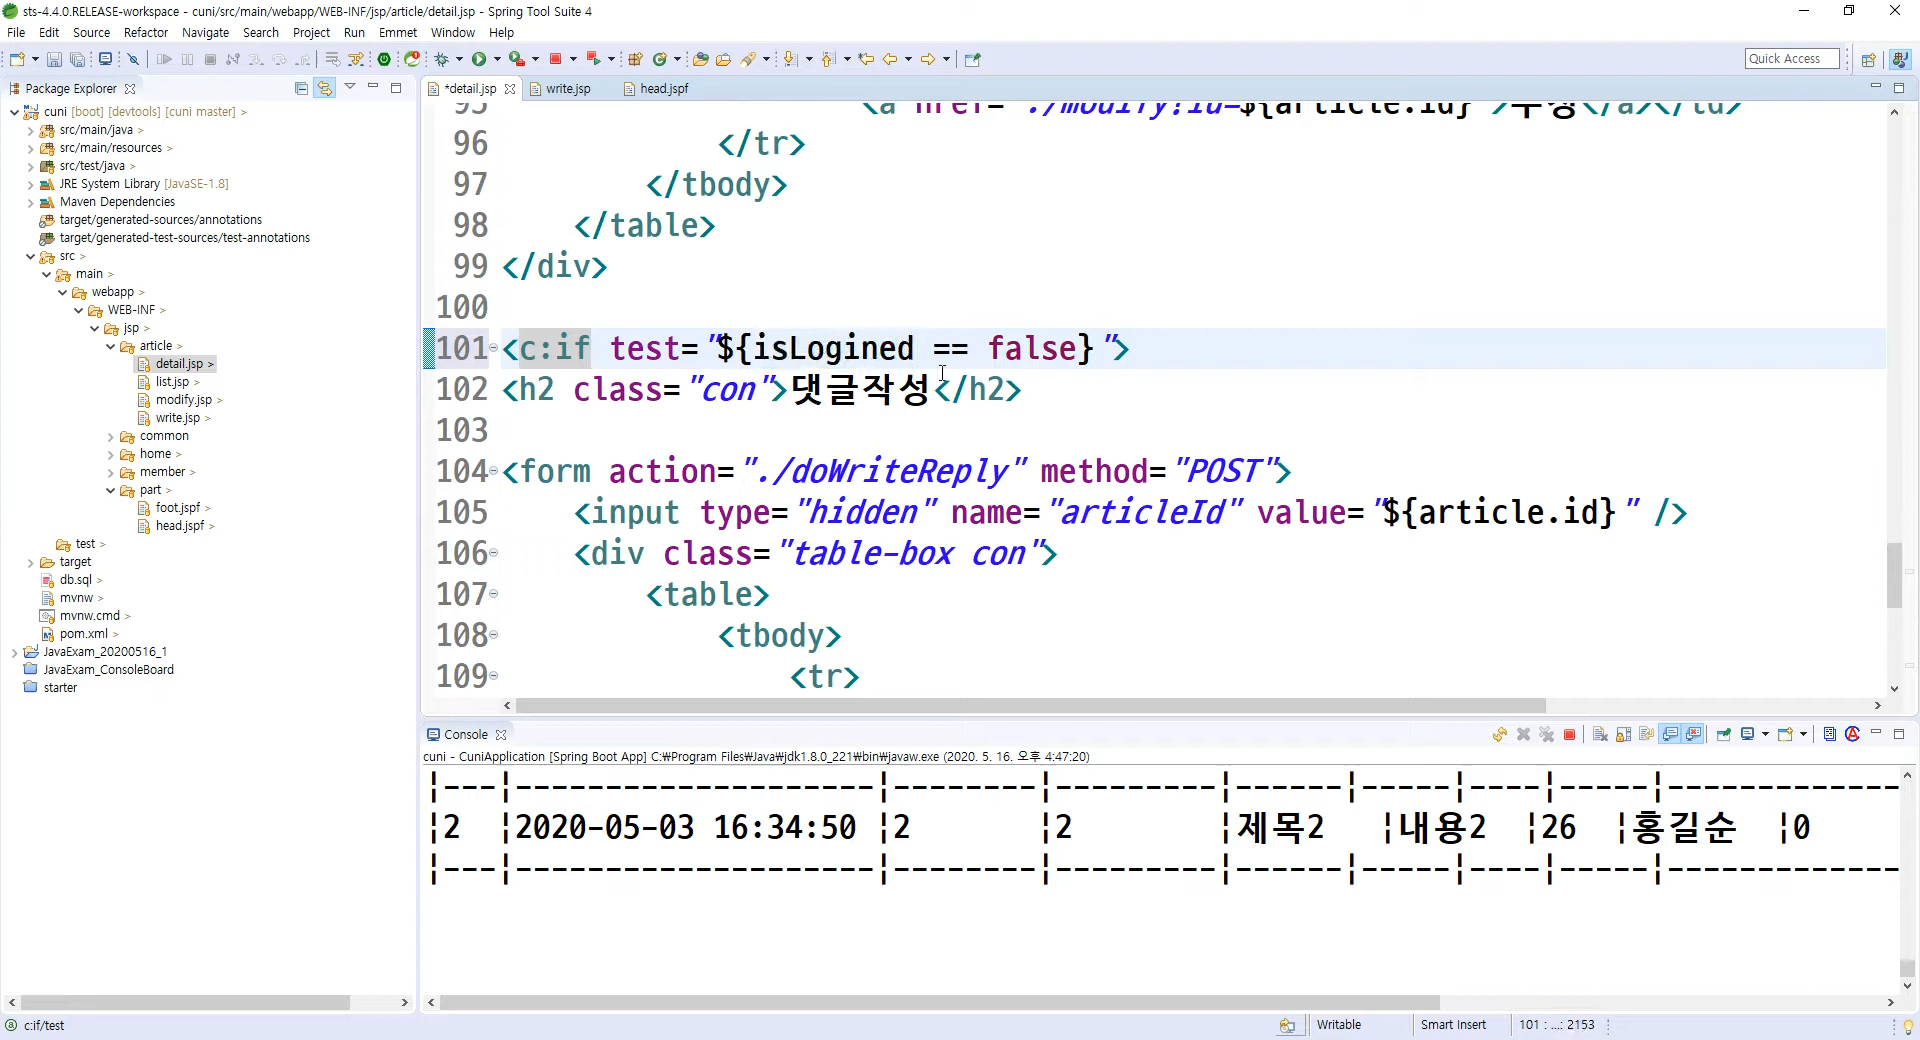 sts-4.4.0.RELEASE-workspace - cuni/src/main/webapp/WEB-INF/jsp/article/detail.jsp - Spring Tool Suite 4
File Edit Source Refactor Navigate Search Project Run Emmet Window Help
Quick Access
Package Explorer
cuni [boot] [devtools] [cuni master] >
src/main/java >
src/main/resources >
src/test/java >
JRE System Library [JavaSE-1.8]
Maven Dependencies
target/generated-sources/annotations
target/generated-test-sources/test-annotations
src >
main >
webapp >
WEB-INF >
jsp >
article >
detail.jsp >
list.jsp >
modify.jsp >
write.jsp >
common
home >
member >
part >
foot.jspf >
head.jspf >
test >
target
db.sql >
mvnw >
mvnw.cmd >
pom.xml >
JavaExam_20200516_1
JavaExam_ConsoleBoard
starter
*detail.jsp write.jsp head.jspf
95 <a href="./modify?id=${article.id}">수정</a></td>
96 </tr>
97 </tbody>
98 </table>
99 </div>
100
101 <c:if test="${isLogined == false}">
102 <h2 class="con">댓글작성</h2>
103
104 <form action="./doWriteReply" method="POST">
105 <input type="hidden" name="articleId" value="${article.id}" />
106 <div class="table-box con">
107 <table>
108 <tbody>
109 <tr>
Console
cuni - CuniApplication [Spring Boot App] C:₩Program Files₩Java₩jdk1.8.0_221₩bin₩javaw.exe (2020. 5. 16. 오후 4:47:20)
|---|--------------------|--------|---------|------|-----|----|-----|-------------
|2 |2020-05-03 16:34:50 |2 |2 |제목2 |내용2 |26 |홍길순 |0
|---|--------------------|--------|---------|------|-----|----|-----|-------------
c:if/test
Writable Smart Insert 101 : ...: 2153